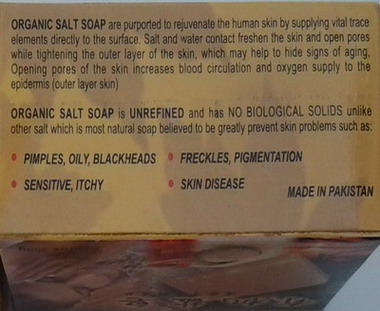 ORGANIC SALT SOAP are purported to rejuvenate the human skin by supplying vital trace
elements directly to the surface. Salt and water contact freshen the skin and open pores
while tightening the outer layer of the skin, which may help to hide signs of aging,
Opening pores of the skin increases blood circulation and oxygen supply to the
epidermis (outer layer skin)
ORGANIC SALT SOAP is UNREFINED and has NO BIOLOGICAL SOLIDS unlike
other salt which is most natural soap believed to be greatly prevent skin problems such as:
• PIMPLES, OILY, BLACKHEADS • FRECKLES, PIGMENTATION
• SENSITIVE, ITCHY • SKIN DISEASE
MADE IN PAKISTAN